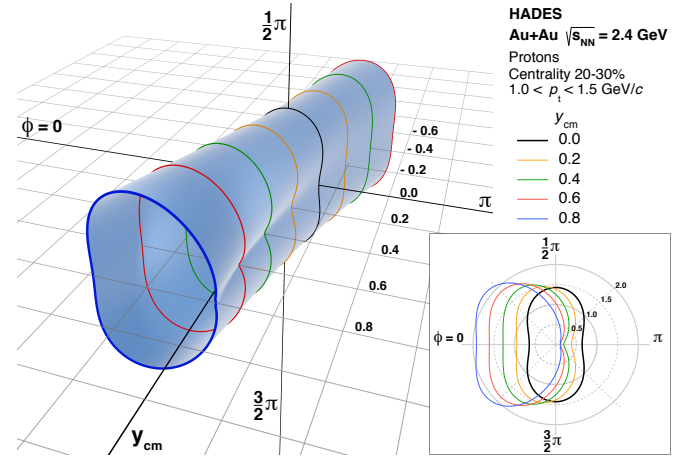 ½π
HADES
Au+Au √sNN = 2.4 GeV
Protons
Centrality 20-30%
1.0 < pt < 1.5 GeV/c
ycm
0.0
0.2
0.4
0.6
0.8
ϕ = 0
- 0.6
- 0.4
- 0.2
0.0
π
0.2
0.4
0.6
0.8
3/2π
ycm
½π
2.0
1.5
1.0
0.5
ϕ = 0
π
3/2π